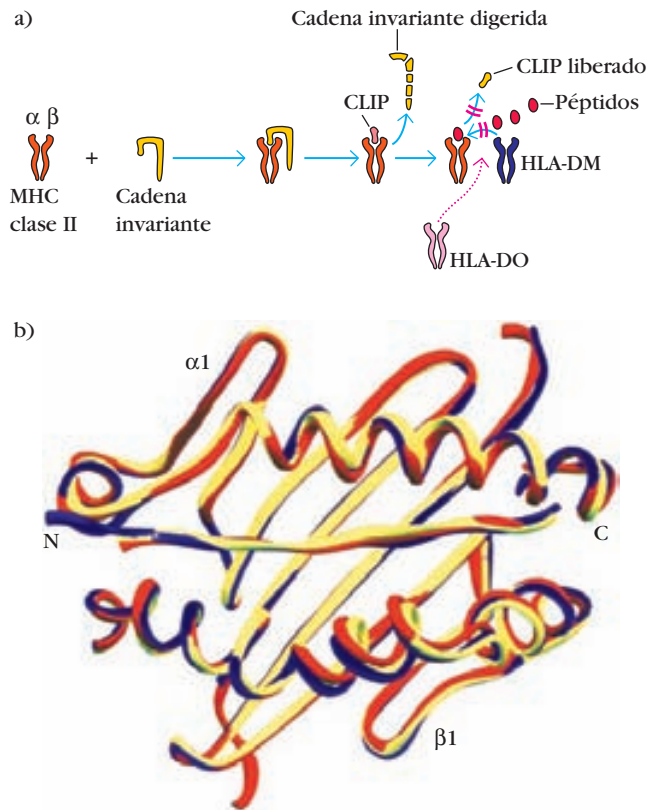 a)
Cadena invariante digerida
CLIP liberado
CLIP
Péptidos
α β
+
HLA-DM
MHC
clase II
Cadena
invariante
HLA-DO
b)
α1
N
C
β1